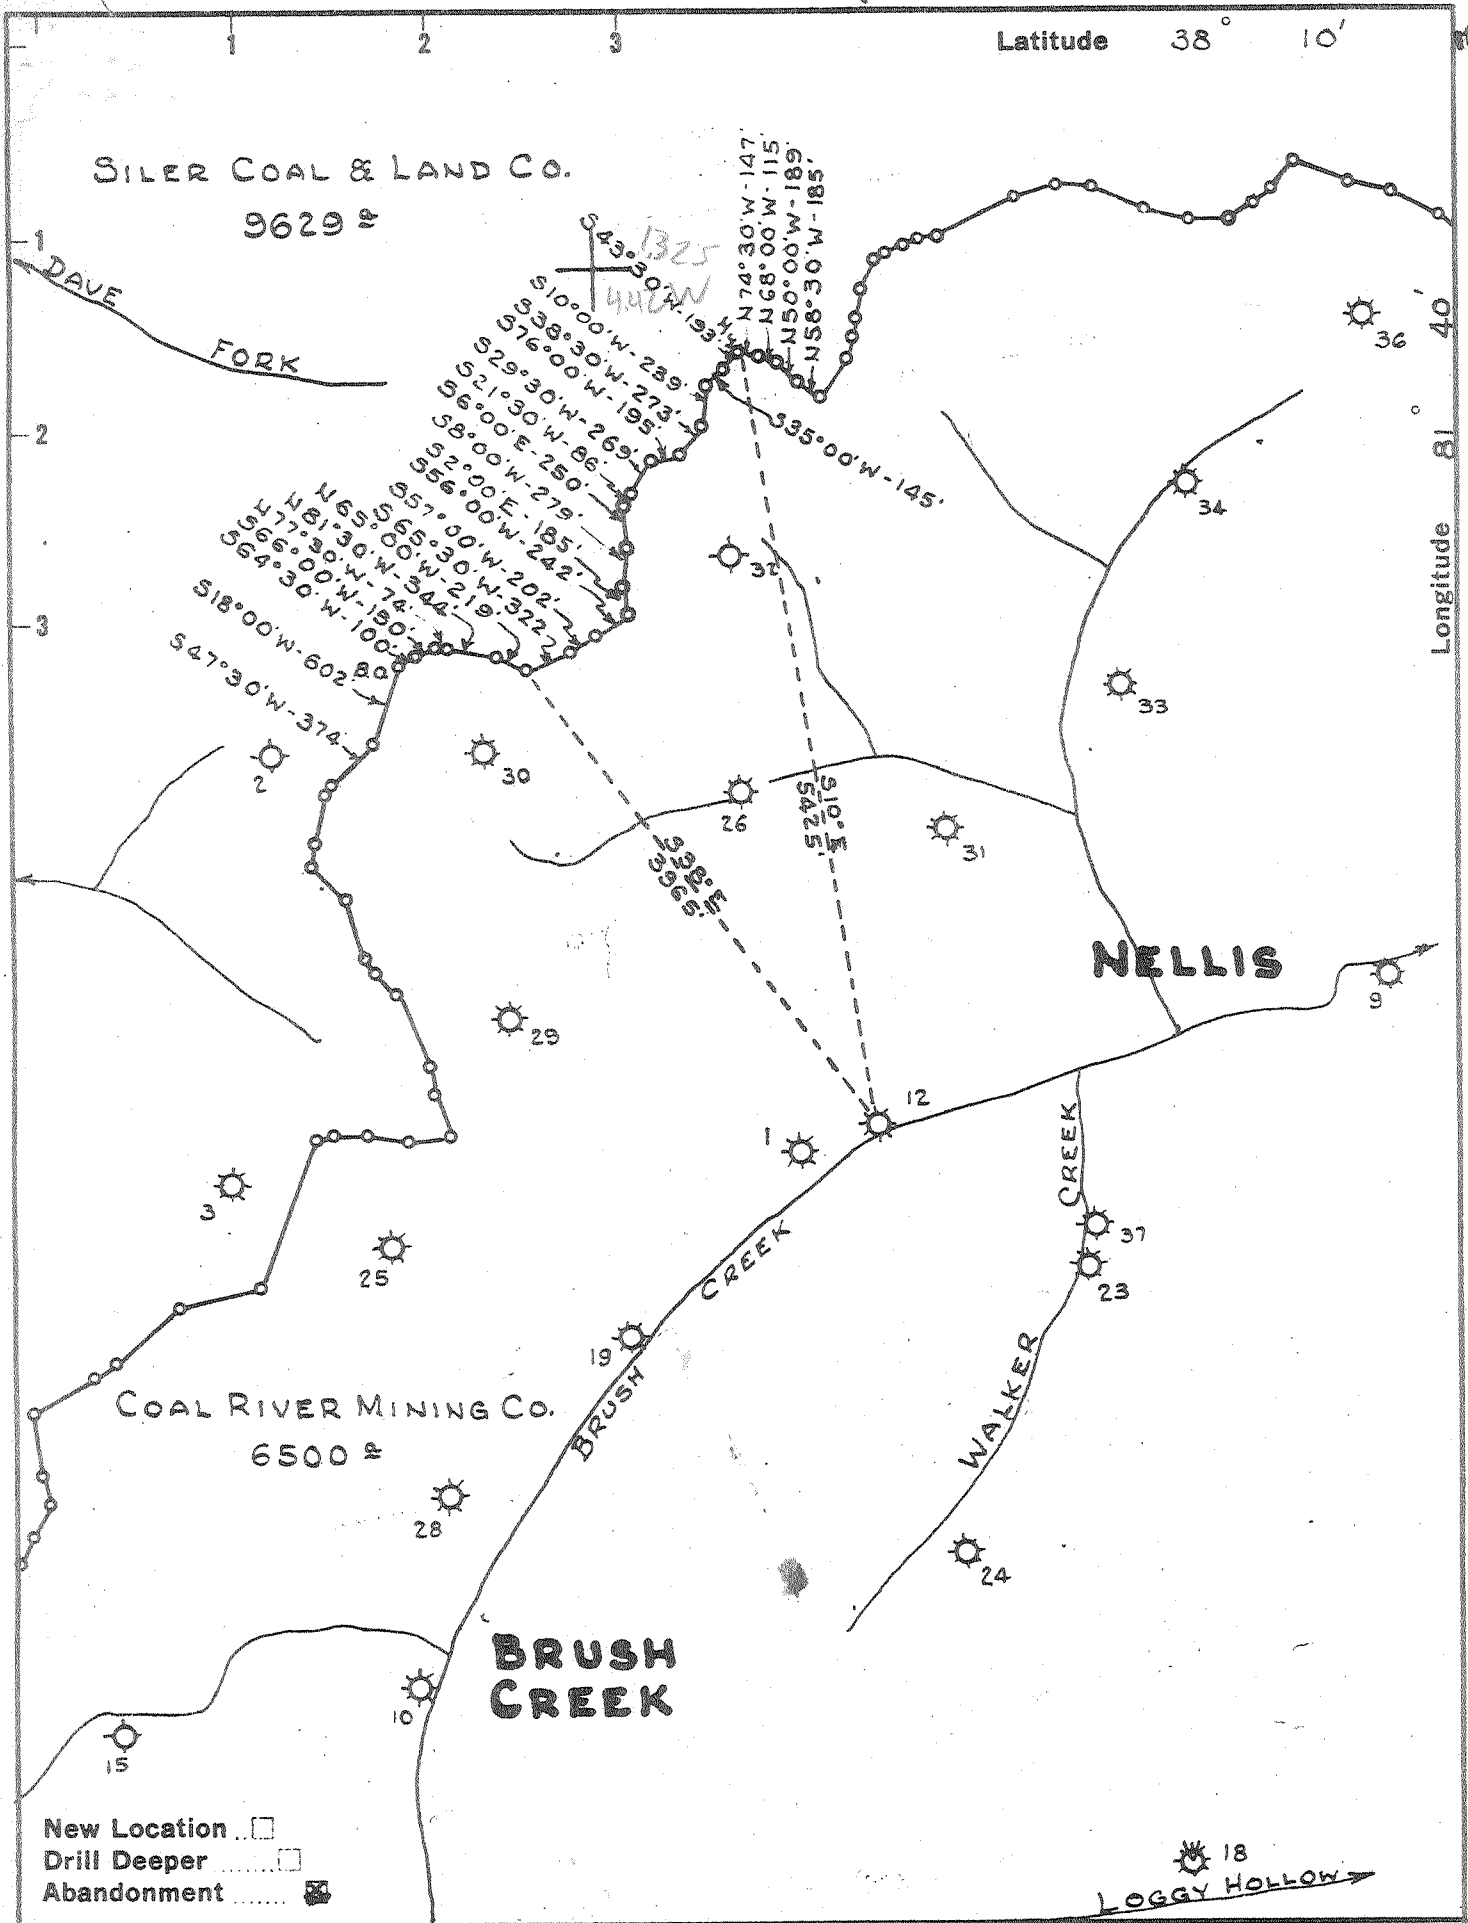 1
2
3
Latitude 38° 10'
SILER COAL & LAND CO.
9629 a
1
2
3
DAVE
FORK
1325
4.42W
S43°30'W-193'
S10°00'W-239'
S38°30'W-273'
S76°00'W-195'
S29°30'W-269'
S21°30'W-86'
S6°00'E-250'
S8°00'W-279'
S2°00'E-185'
S56°00'W-242'
S57°00'W-202'
S65°30'W-322'
N65°00'W-219'
N81°30'W-344'
N77°30'W-74'
S66°00'W-130'
S64°30'W-100'
S18°00'W-602'
S47°30'W-374'
N74°30'W-147'
N68°00'W-115'
N50°00'W-189'
N58°30'W-185'
S35°00'W-145'
Longitude 81° 40'
36
34
32
33
2
30
26
31
S10°E
5425'
S38°E
3965'
NELLIS
9
29
12
1
CREEK
WALKER
3
25
37
23
19
BRUSH
CREEK
COAL RIVER MINING CO.
6500 a
28
24
BRUSH
CREEK
10
15
New Location
Drill Deeper
Abandonment
18
LOGGY HOLLOW